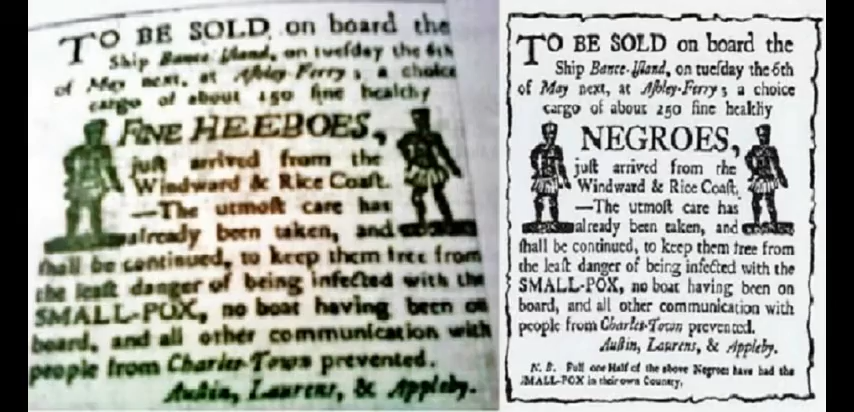 TO BE SOLD on board the
Ship Bance-Iſland, on tueſday the 6th
of May next, at Aſhley-Ferry; a choice
cargo of about 250 fine healthy
FINE HEEBOES,
juſt arrived from the
Windward & Rice Coaſt.
—The utmoſt care has
already been taken, and
ſhall be continued, to keep them free from
the leaſt danger of being infected with the
SMALL-POX, no boat having been on
board, and all other communication with
people from Charles-Town prevented.
Auſtin, Laurens, & Appleby.
TO BE SOLD on board the
Ship Bance-Iſland, on tueſday the 6th
of May next, at Aſhley-Ferry; a choice
cargo of about 250 fine healthy
NEGROES,
juſt arrived from the
Windward & Rice Coaſt.
—The utmoſt care has
already been taken, and
ſhall be continued, to keep them free from
the leaſt danger of being infected with the
SMALL-POX, no boat having been on
board, and all other communication with
people from Charles-Town prevented.
Auſtin, Laurens, & Appleby.
N. B. Full one Half of the above Negroes have had the
SMALL-POX in their own Country.